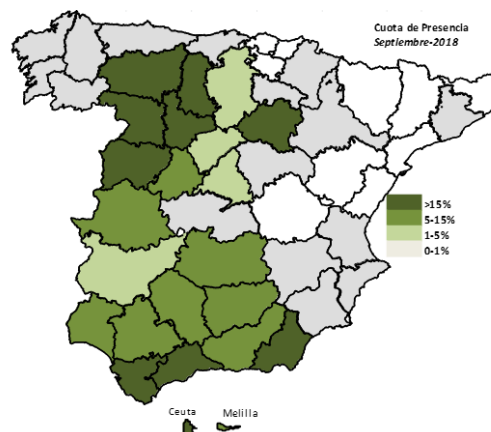 Cuota de Presencia
Septiembre-2018
>15%
5-15%
1-5%
0-1%
Ceuta
Melilla